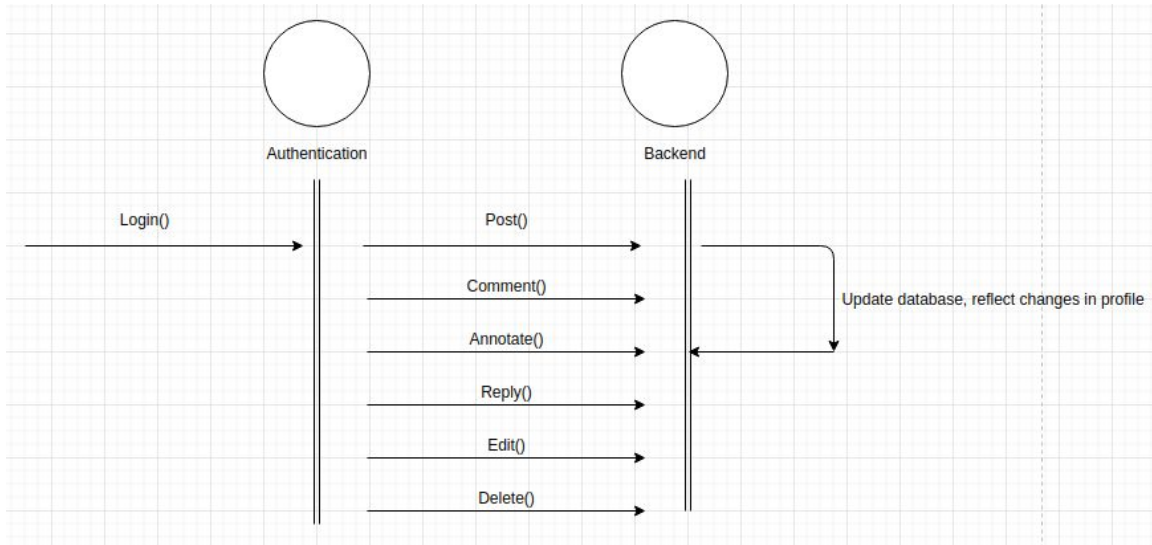 Authentication
Backend
Login()
Post()
Comment()
Update database, reflect changes in profile
Annotate()
Reply()
Edit()
Delete()